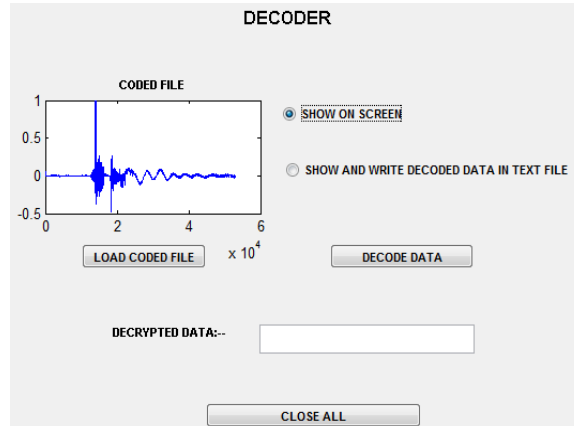 DECODER
CODED FILE
1
0.5
0
-0.5
0 2 4 6
x 10^4
SHOW ON SCREEN
SHOW AND WRITE DECODED DATA IN TEXT FILE
LOAD CODED FILE
DECODE DATA
DECRYPTED DATA:--
CLOSE ALL